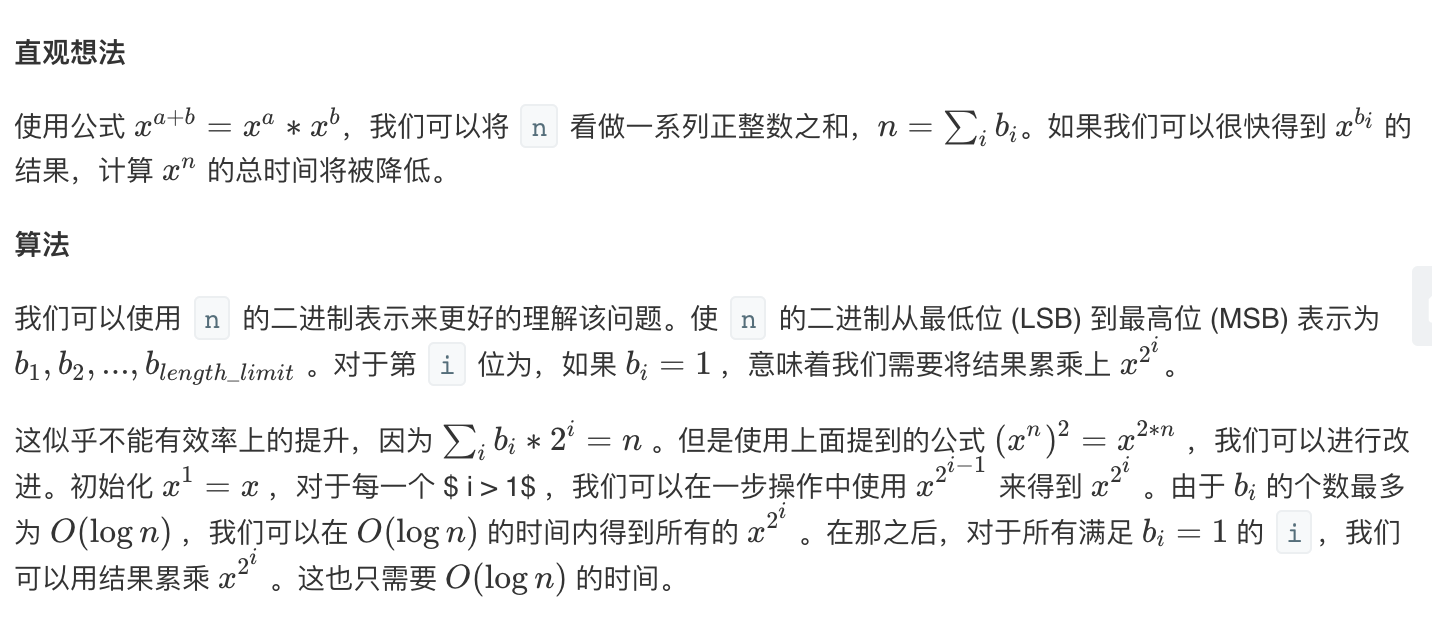 直观想法
使用公式 $x^{a+b} = x^a * x^b$，我们可以将 n 看做一系列正整数之和，$n = \sum_i b_i$。如果我们可以很快得到 $x^{b_i}$ 的
结果，计算 $x^n$ 的总时间将被降低。
算法
我们可以使用 n 的二进制表示来更好的理解该问题。使 n 的二进制从最低位 (LSB) 到最高位 (MSB) 表示为
$b_1, b_2, ..., b_{length\_limit}$ 。对于第 i 位为，如果 $b_i = 1$ ，意味着我们需要将结果累乘上 $x^{2^i}$ 。
这似乎不能有效率上的提升，因为 $\sum_i b_i * 2^i = n$ 。但是使用上面提到的公式 $(x^n)^2 = x^{2*n}$ ，我们可以进行改
进。初始化 $x^1 = x$ ，对于每一个 $ i > 1$ ，我们可以在一步操作中使用 $x^{2^{i-1}}$ 来得到 $x^{2^i}$ 。由于 $b_i$ 的个数最多
为 $O(\log n)$ ，我们可以在 $O(\log n)$ 的时间内得到所有的 $x^{2^i}$ 。在那之后，对于所有满足 $b_i = 1$ 的 i ，我们
可以用结果累乘 $x^{2^i}$ 。这也只需要 $O(\log n)$ 的时间。